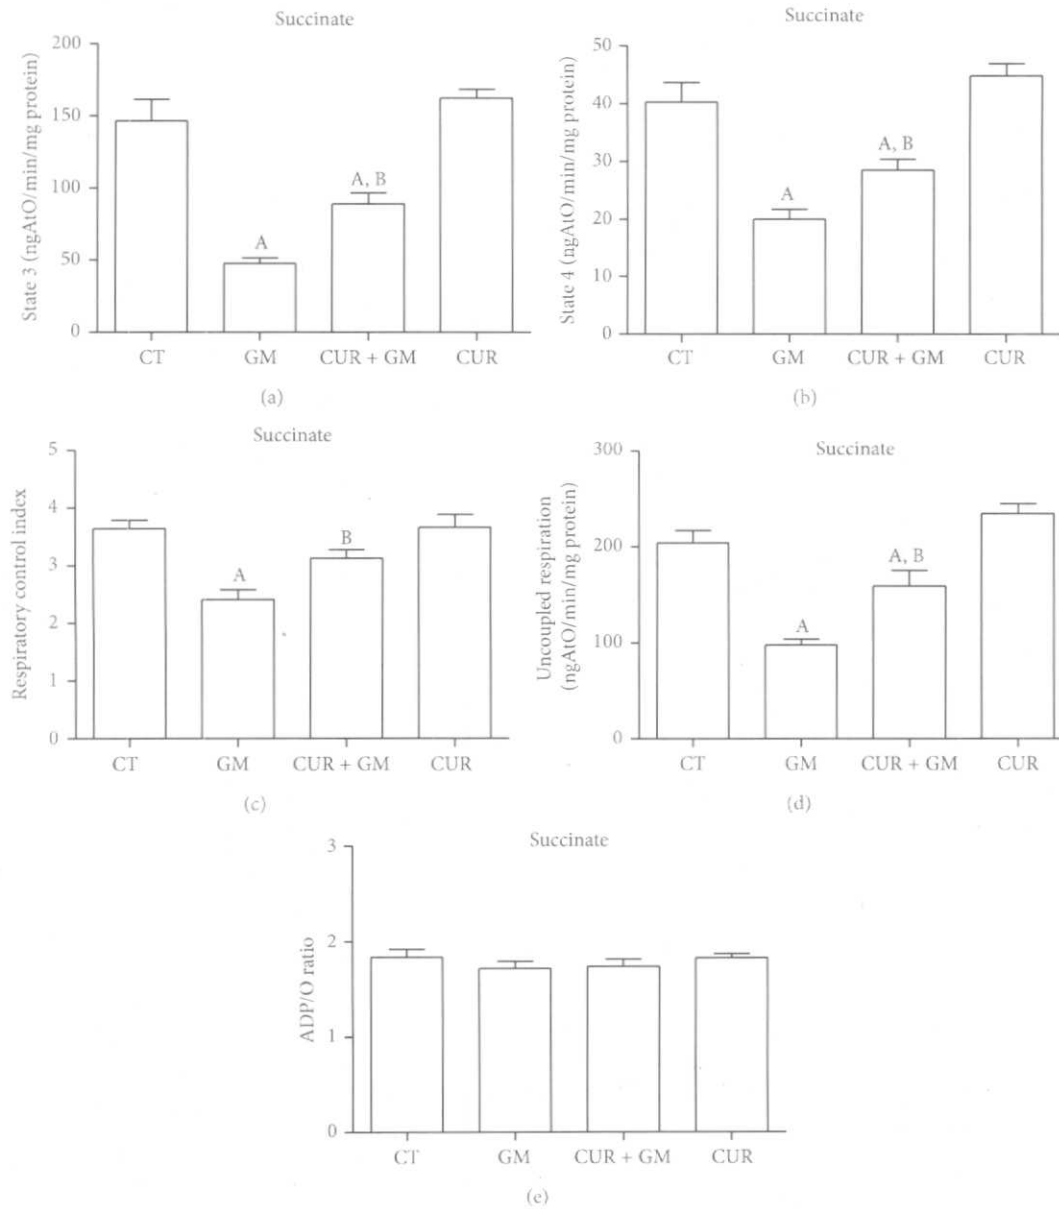 Succinate
State 3 (ngAtO/min/mg protein)
200
150
100
50
0
A
A, B
CT
GM
CUR + GM
CUR
(a)
Succinate
State 4 (ngAtO/min/mg protein)
50
40
30
20
10
0
A
A, B
CT
GM
CUR + GM
CUR
(b)
Succinate
Respiratory control index
5
4
3
2
1
0
A
B
CT
GM
CUR + GM
CUR
(c)
Succinate
Uncoupled respiration
(ngAtO/min/mg protein)
300
200
100
0
A
A, B
CT
GM
CUR + GM
CUR
(d)
Succinate
ADP/O ratio
3
2
1
0
CT
GM
CUR + GM
CUR
(e)